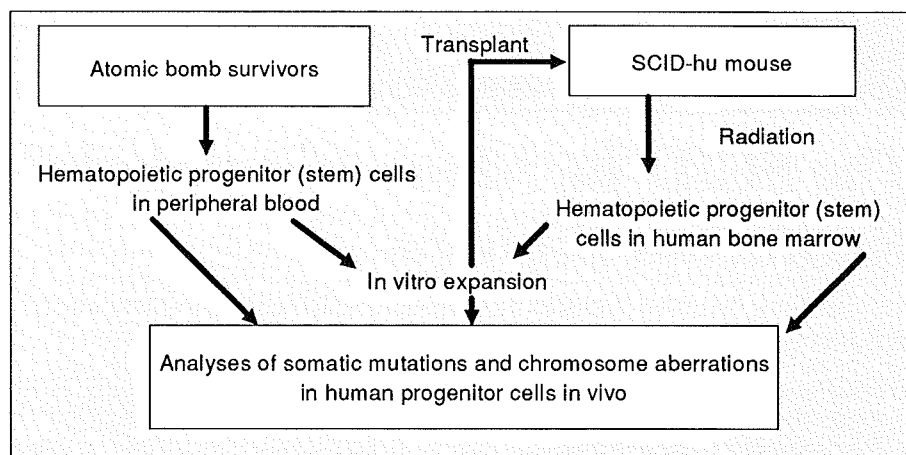 Atomic bomb survivors
Transplant
SCID-hu mouse
Radiation
Hematopoietic progenitor (stem) cells
in peripheral blood
Hematopoietic progenitor (stem)
cells in human bone marrow
In vitro expansion
Analyses of somatic mutations and chromosome aberrations
in human progenitor cells in vivo